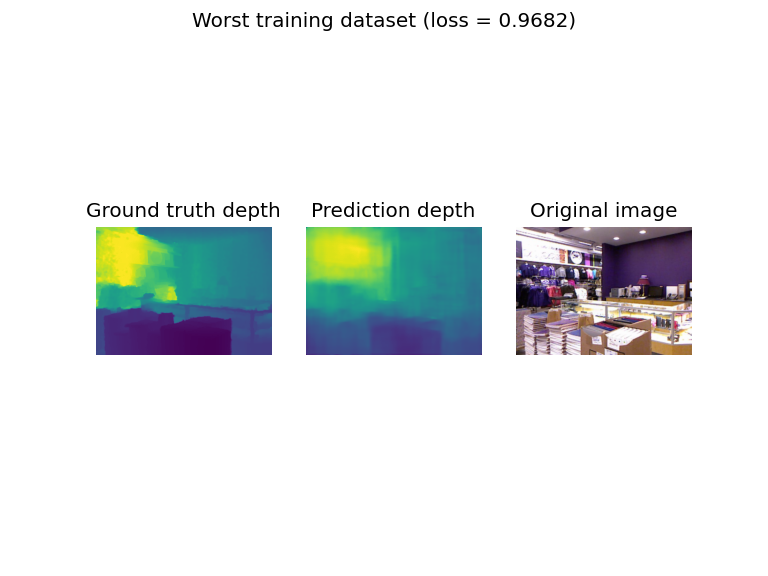 Worst training dataset (loss = 0.9682)
Ground truth depth
Prediction depth
Original image